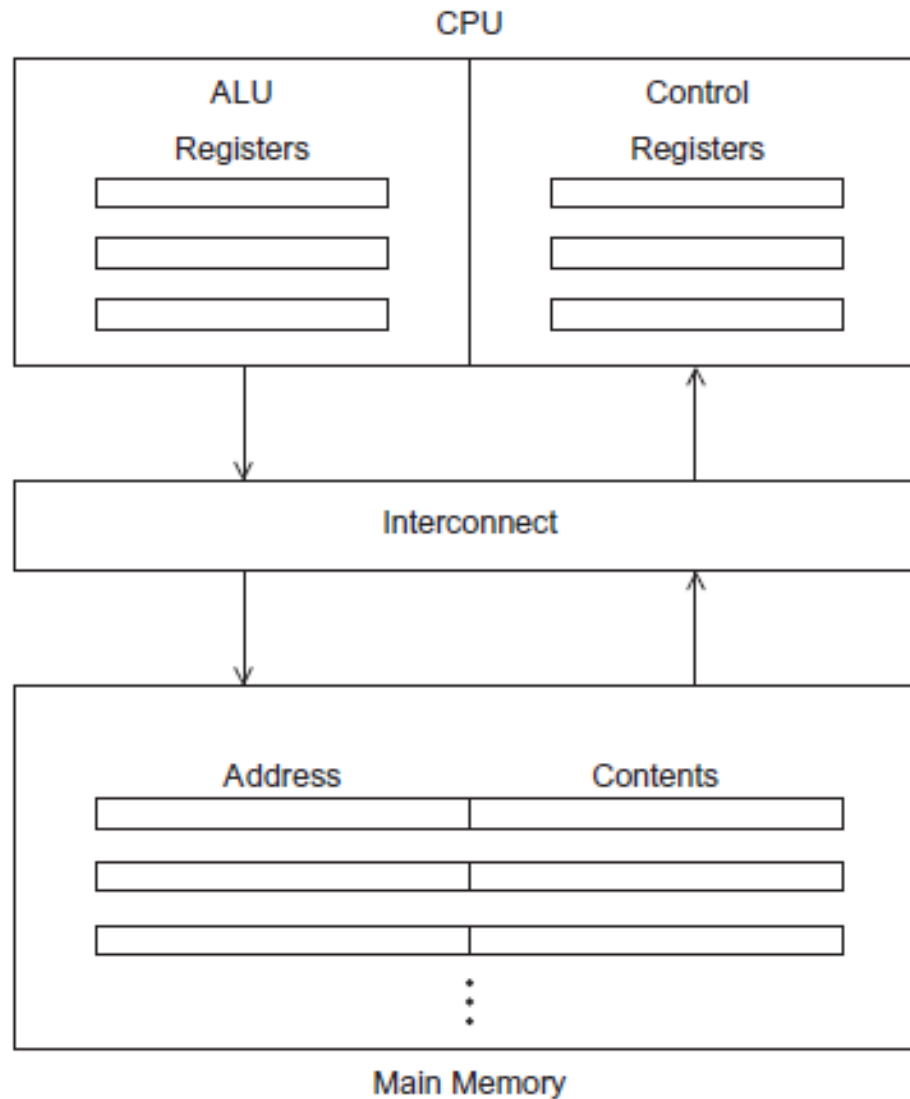 CPU
ALU
Control
Registers
Registers
Interconnect
Address
Contents
Main Memory